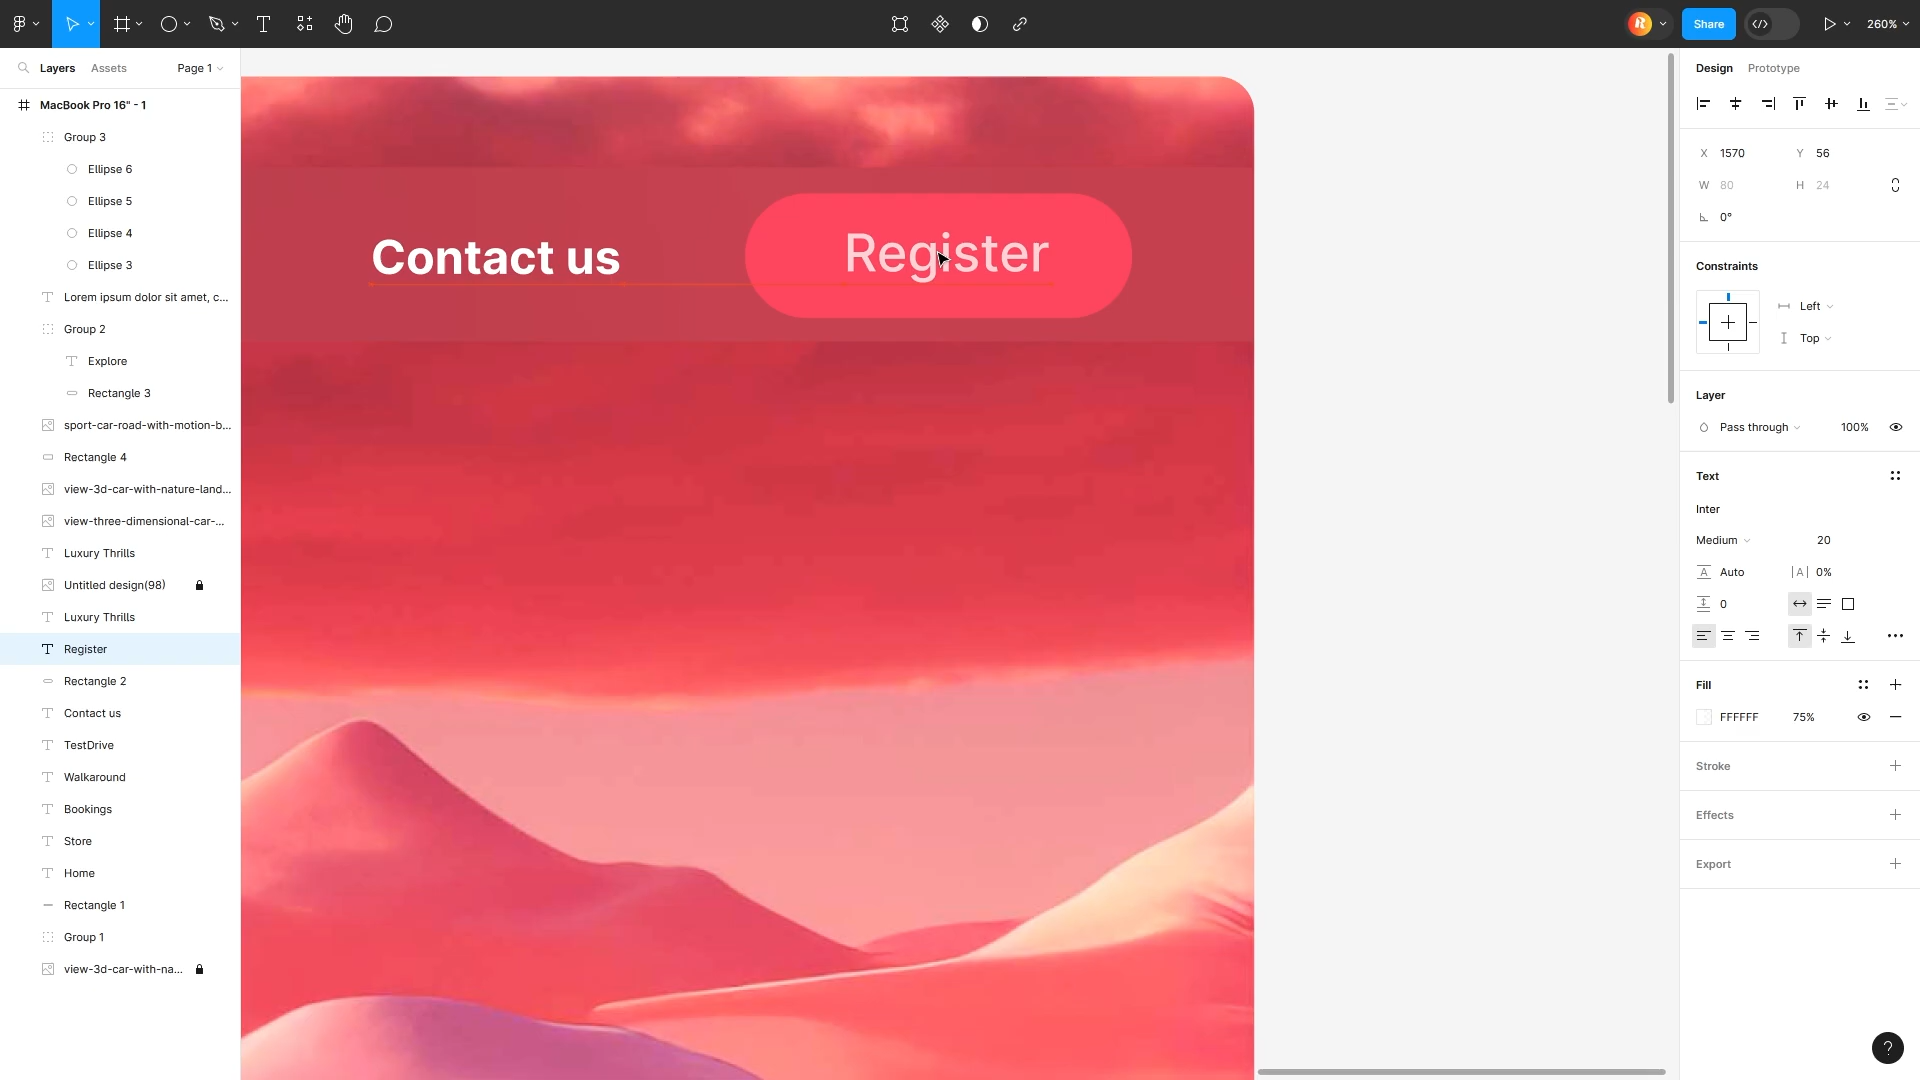 Share
260%
Layers
Assets
Page 1
MacBook Pro 16" - 1
Group 3
Ellipse 6
Ellipse 5
Ellipse 4
Ellipse 3
Lorem ipsum dolor sit amet, c...
Group 2
Explore
Rectangle 3
sport-car-road-with-motion-b...
Rectangle 4
view-3d-car-with-nature-land...
view-three-dimensional-car-...
Luxury Thrills
Untitled design(98)
Luxury Thrills
Register
Rectangle 2
Contact us
TestDrive
Walkaround
Bookings
Store
Home
Rectangle 1
Group 1
view-3d-car-with-na...
Contact us
Register
Design
Prototype
X 1570 Y 56
W 80 H 24
0°
Constraints
Left
Top
Layer
Pass through 100%
Text
Inter
Medium 20
Auto 0%
0
Fill
FFFFFF 75%
Stroke
Effects
Export
?